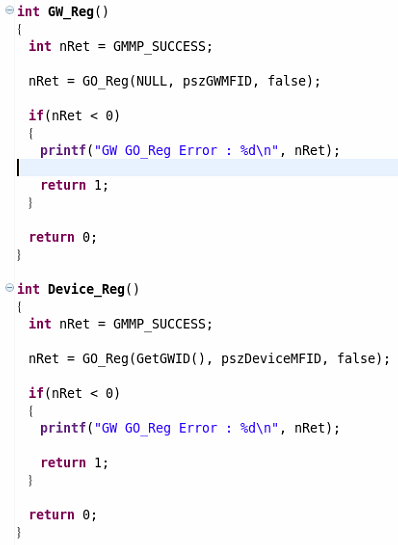 int GW_Reg()
{
int nRet = GMMP_SUCCESS;
nRet = GO_Reg(NULL, pszGWMFID, false);
if(nRet < 0)
{
printf("GW GO_Reg Error : %d\n", nRet);
return 1;
}
return 0;
}
int Device_Reg()
{
int nRet = GMMP_SUCCESS;
nRet = GO_Reg(GetGWID(), pszDeviceMFID, false);
if(nRet < 0)
{
printf("GW GO_Reg Error : %d\n", nRet);
return 1;
}
return 0;
}